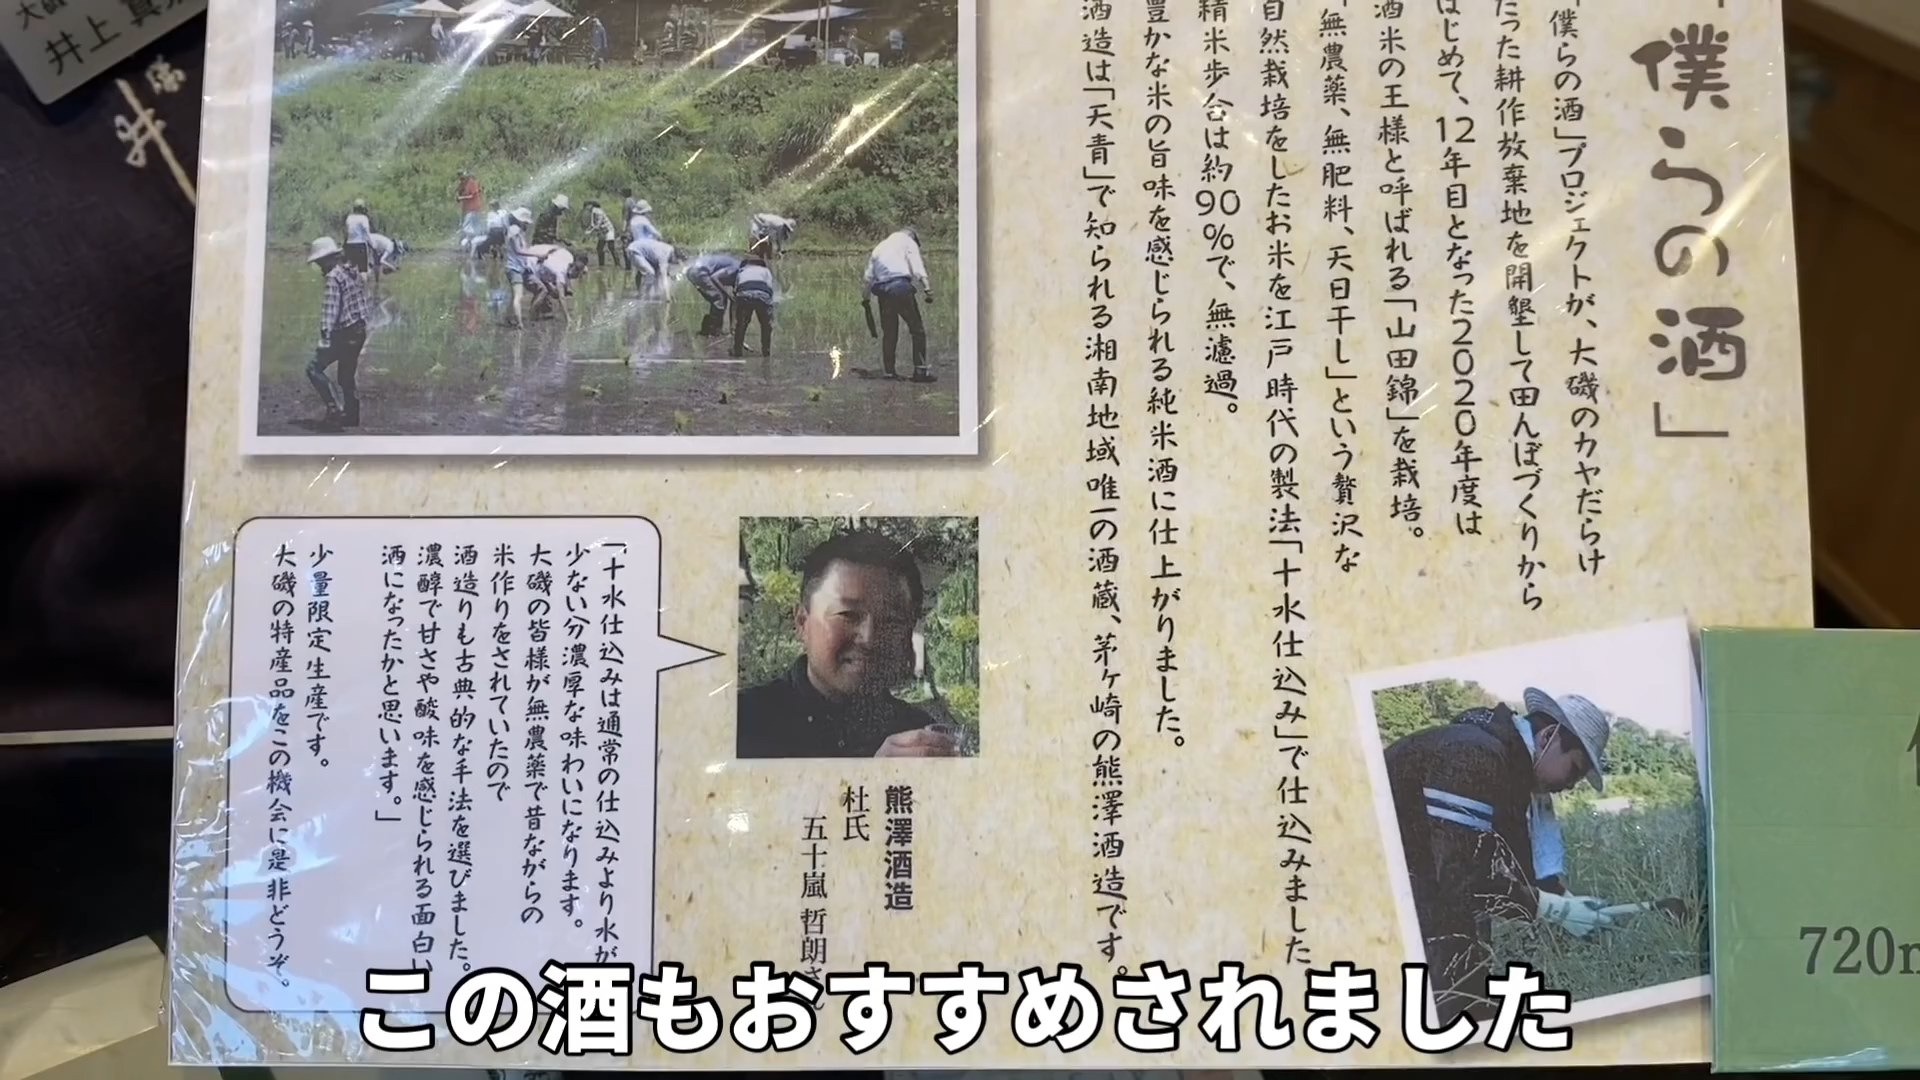 「僕らの酒」
「僕らの酒」プロジェクトが、大磯のカヤだらけ
だった耕作放棄地を開墾して田んぼづくりから
はじめて、12年目となった2020年度は
酒米の王様と呼ばれる「山田錦」を栽培。
「無農薬、無肥料、天日干し」という贅沢な
自然栽培をしたお米を江戸時代の製法「十水仕込み」で仕込みました。
精米歩合は約90%で、無濾過。
豊かな米の旨味を感じられる純米酒に仕上がりました。
酒造は「天青」で知られる湘南地域唯一の酒蔵、茅ヶ崎の熊澤酒造です。
熊澤酒造
杜氏
五十嵐 哲朗さん
「十水仕込みは通常の仕込みより水が
少ない分濃厚な味わいになります。
大磯の皆様が無農薬で昔ながらの
米作りをされていたので
酒造りも古典的な手法を選びました。
濃醇で甘さや酸味を感じられる面白い
酒になったかと思います。」
少量限定生産です。
大磯の特産品をこの機会に是非どうぞ。
井上
720m
この酒もおすすめされました